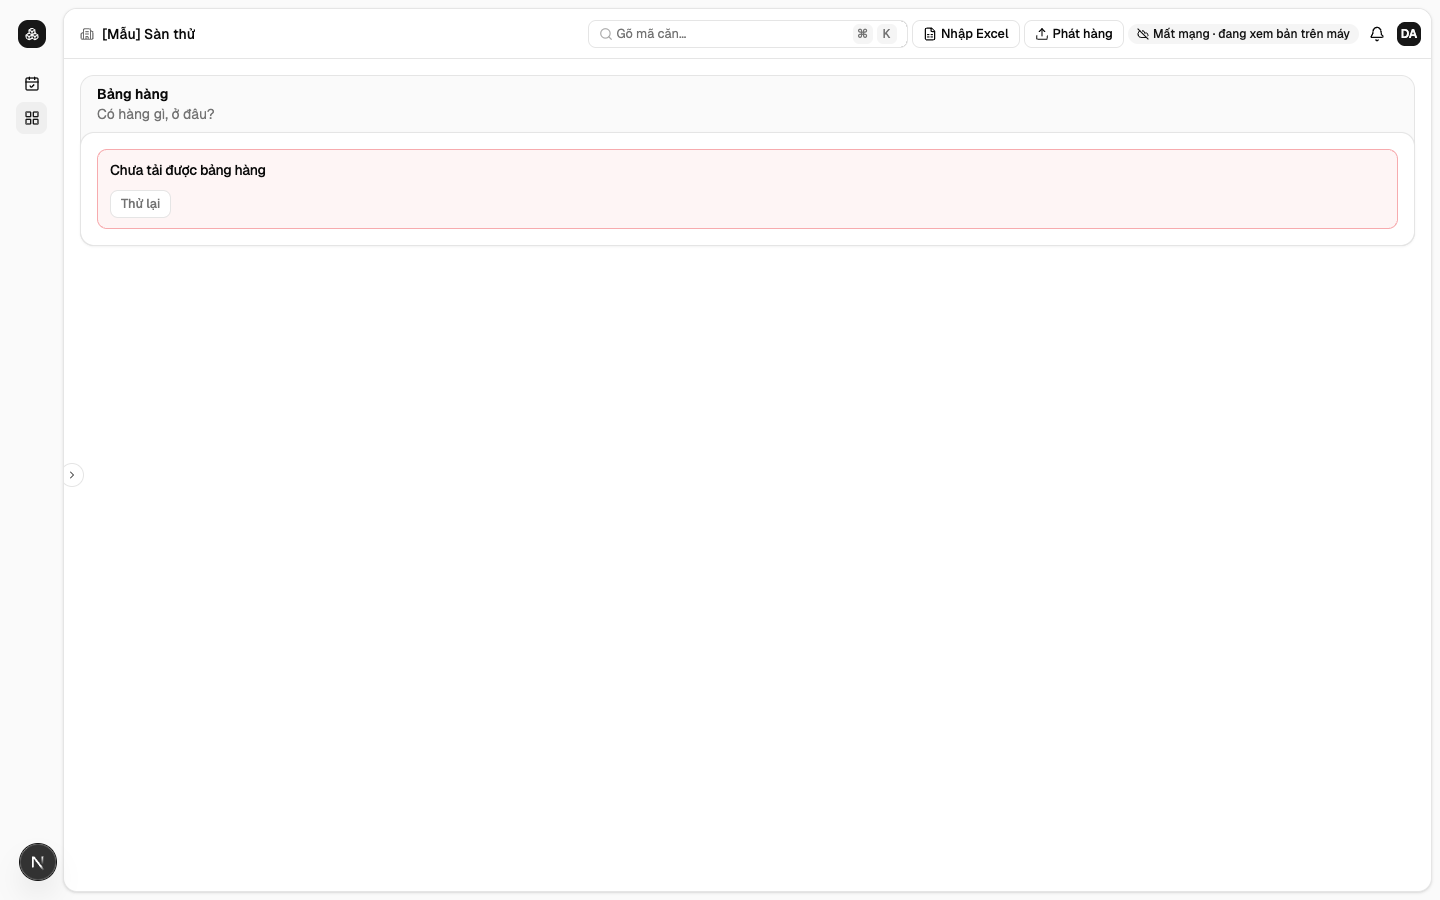 [Mẫu] Sàn thử
Gõ mã căn...
⌘ K
Nhập Excel
Phát hàng
Mất mạng · đang xem bản trên máy
DA
Bảng hàng
Có hàng gì, ở đâu?
Chưa tải được bảng hàng
Thử lại
N